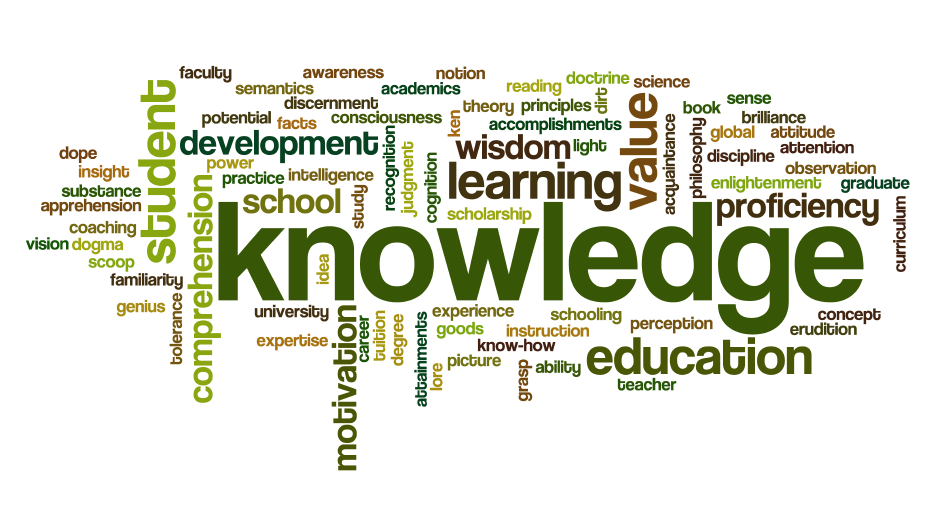 faculty
awareness
notion
semantics
academics
reading
doctrine
science
discernment
theory
principles
dirt
book
sense
potential
facts
consciousness
ken
accomplishments
value
brilliance
student
development
recognition
wisdom
light
acquaintance
philosophy
global
attitude
dope
insight
power
judgment
cognition
learning
discipline
attention
observation
substance
practice
intelligence
enlightenment
graduate
apprehension
comprehension
school
study
scholarship
proficiency
curriculum
coaching
vision
dogma
knowledge
scoop
idea
familiarity
genius
tolerance
university
motivation
career
tuition
degree
attainments
experience
schooling
concept
goods
instruction
perception
erudition
expertise
know-how
education
lore
picture
grasp
ability
teacher